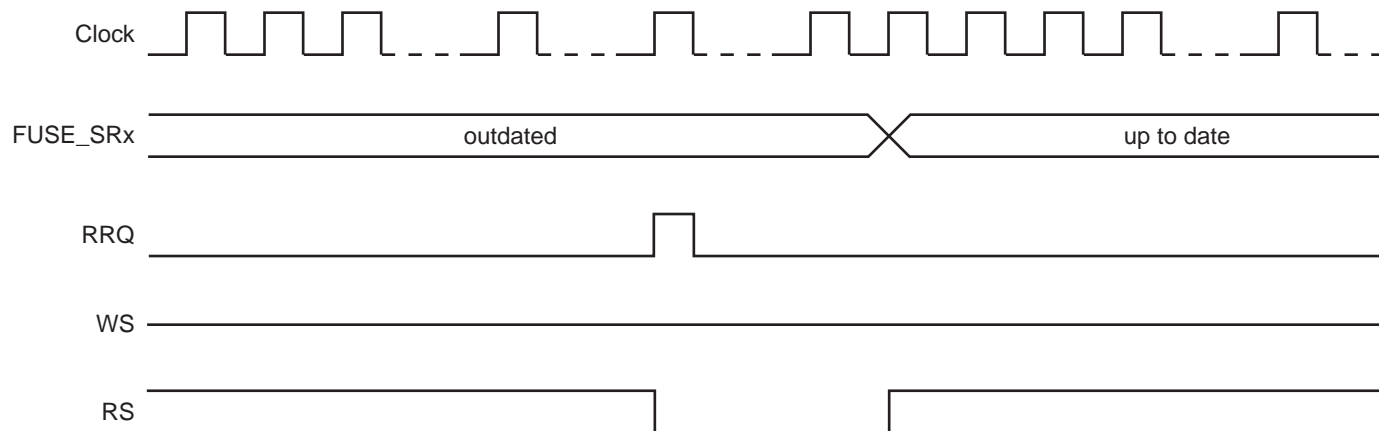 Clock
FUSE_SRx
outdated
up to date
RRQ
WS
RS